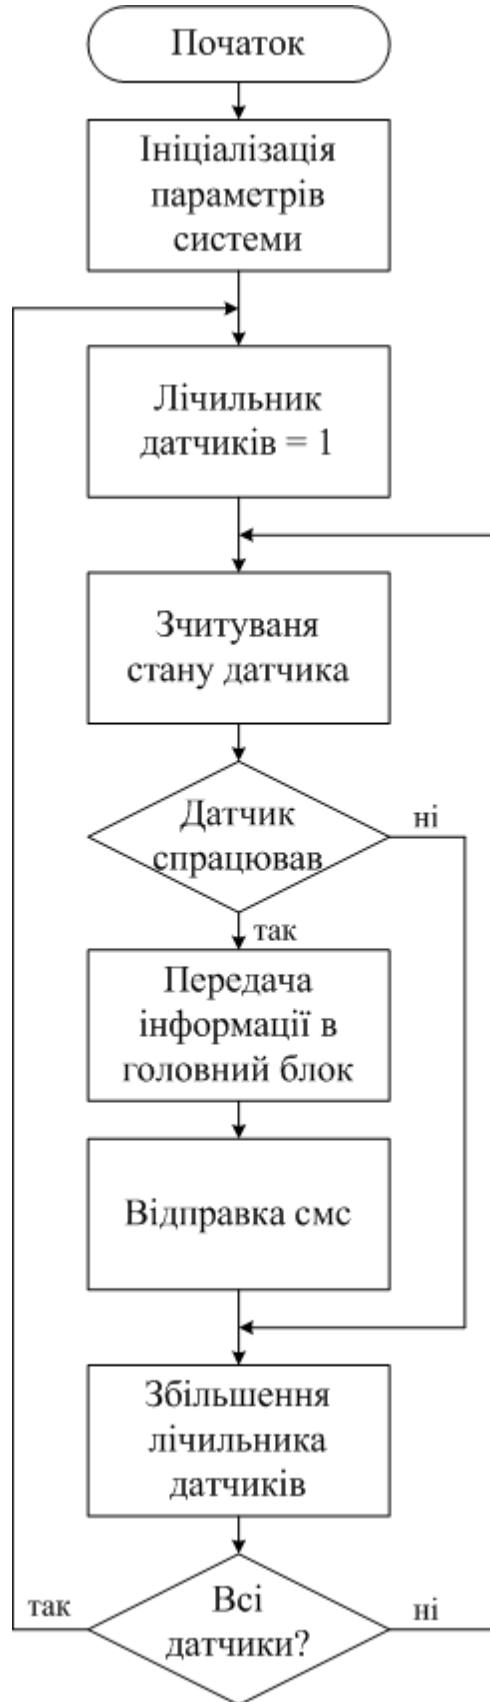 Початок
Ініціалізація
параметрів
системи
Лічильник
датчиків = 1
Зчитуваня
стану датчика
Датчик
спрацював
ні
так
Передача
інформації в
головний блок
Відправка смс
Збільшення
лічильника
датчиків
Всі
датчики?
так
ні